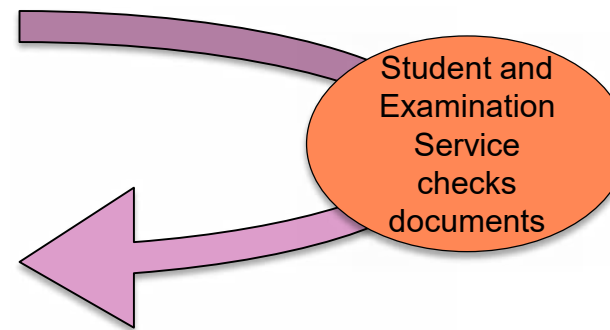 Student and
Examination
Service
checks
documents